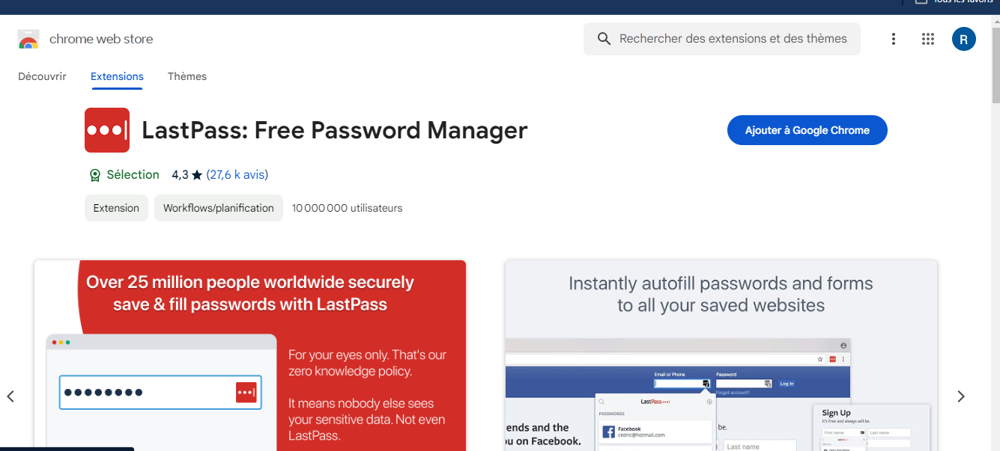 Tous les favoris
chrome web store
Rechercher des extensions et des thèmes
R
Découvrir
Extensions
Thèmes
LastPass: Free Password Manager
Ajouter à Google Chrome
Sélection
4,3 ★ (27,6 k avis)
Extension
Workflows/planification
10 000 000 utilisateurs
Over 25 million people worldwide securely
save & fill passwords with LastPass
For your eyes only. That's our
zero knowledge policy.
It means nobody else sees
your sensitive data. Not even
LastPass.
Instantly autofill passwords and forms
to all your saved websites
Email or Phone
Password
Log In
Forgot account?
LastPass
PASSWORDS
Facebook
cedric@hotmail.com
ends and the
u on Facebook.
be.
Last name
Sign Up
It's free and always will be.
First name
Last name